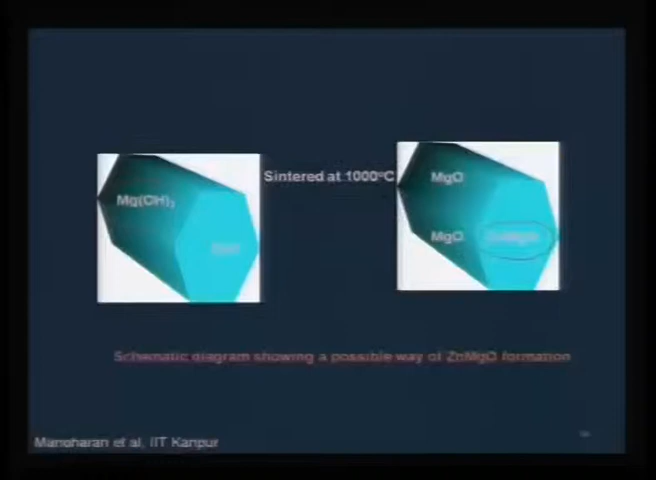 Sintered at 1000°C
Mg(OH)₂
MgO
MgO
Schematic diagram showing a possible way of ZnMgO formation
Manoharan et al, IIT Kanpur